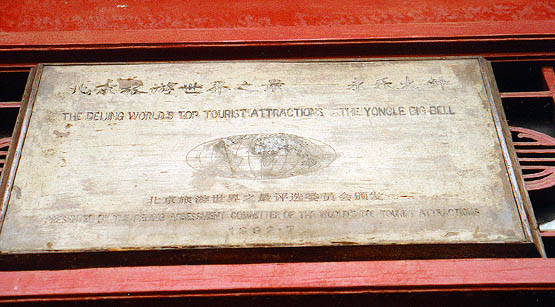 北京旅游世界之最 永乐大钟
THE BEIJING WORLD'S TOP TOURIST ATTRACTIONS THE YONGLE BIG BELL
北京旅游世界之最评选委员会颁发
PRESENTED BY THE BEIJING ASSESSMENT COMMITTEE OF THE WORLD'S TOP TOURIST ATTRACTIONS
1992·7